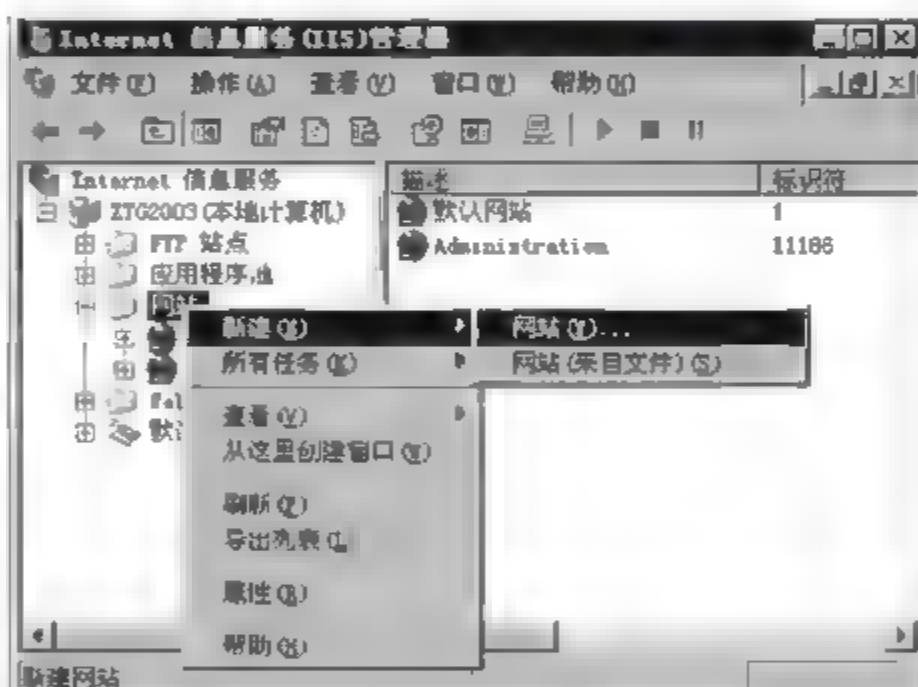 Internet 信息服务(IIS)管理器
文件(F) 操作(A) 查看(V) 窗口(W) 帮助(H)
Internet 信息服务
ZTG2003(本地计算机)
FTP 站点
应用程序池
网站
默认
描述 标识符
默认网站 1
Administration 11166
新建(N)
所有任务(K)
查看(V)
从这里创建窗口(W)
刷新(F)
导出列表(L)
属性(R)
帮助(H)
网站(W)...
网站(来自文件)(S)
新建网站